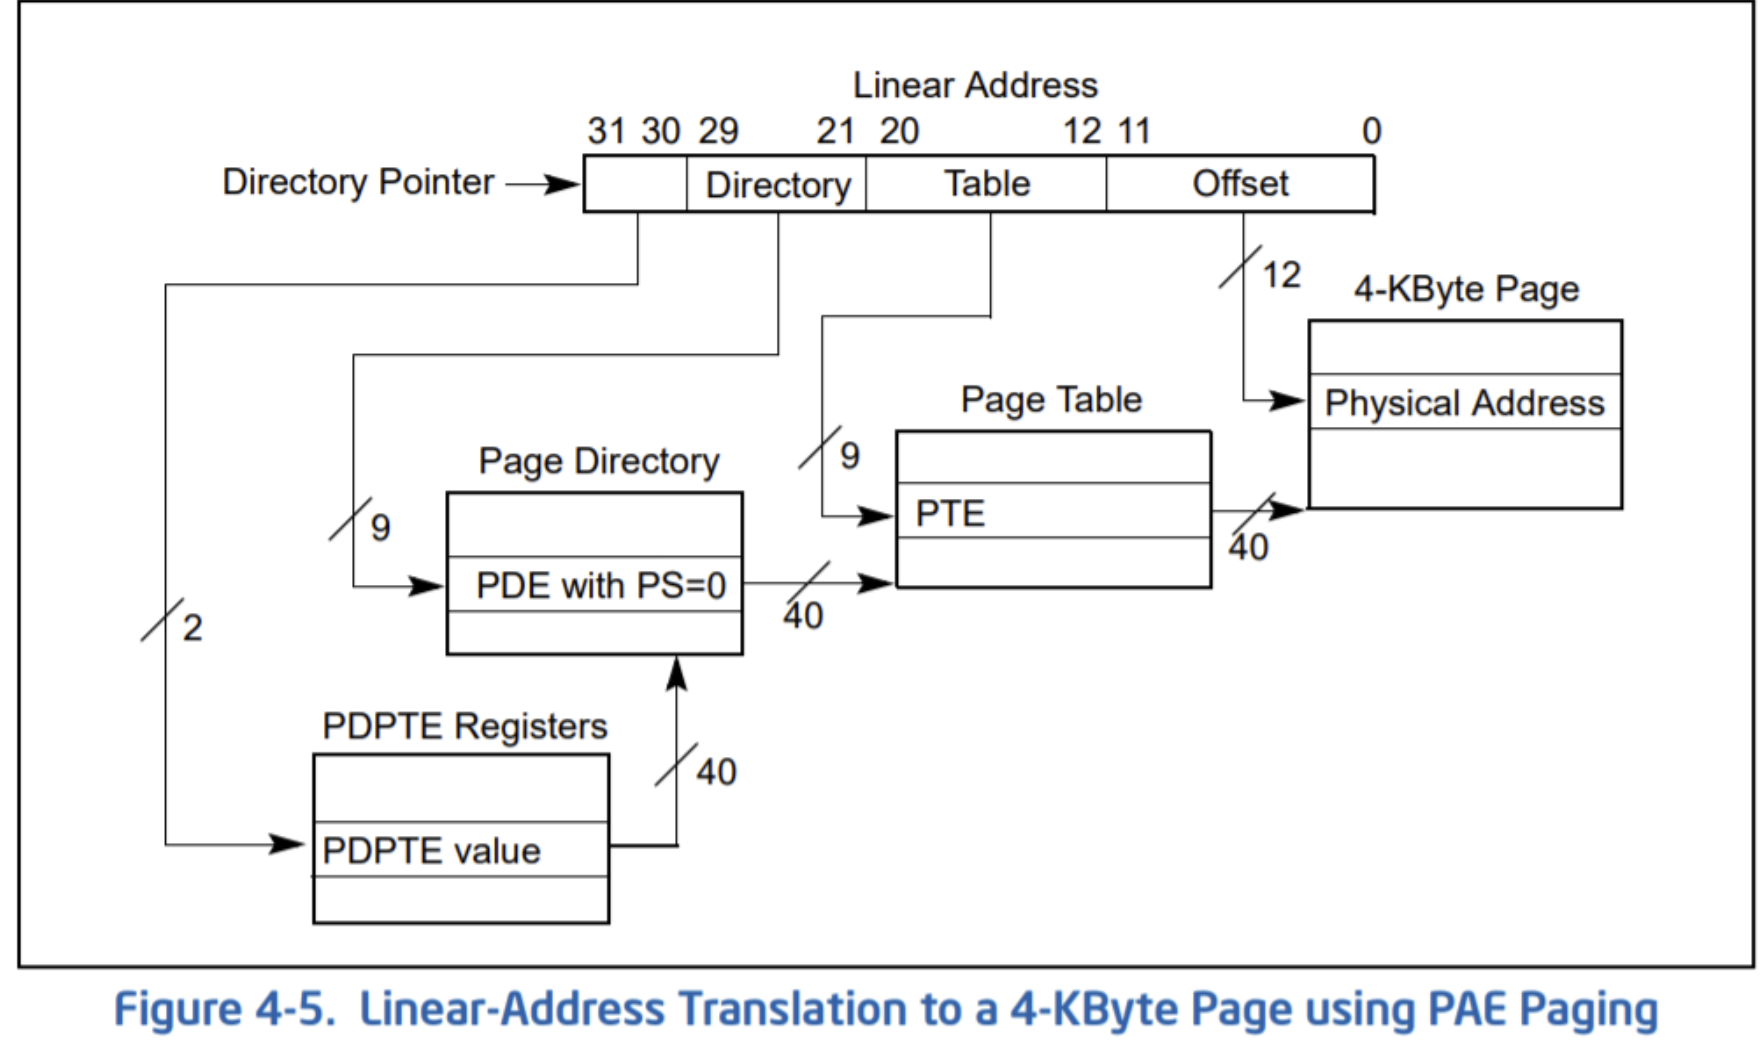 Linear Address
31 30 29 21 20 12 11 0
Directory Pointer Directory Table Offset
12
4-KByte Page
Physical Address
Page Table
9
PTE
40
Page Directory
9
PDE with PS=0
40
2
PDPTE Registers
40
PDPTE value
Figure 4-5. Linear-Address Translation to a 4-KByte Page using PAE Paging